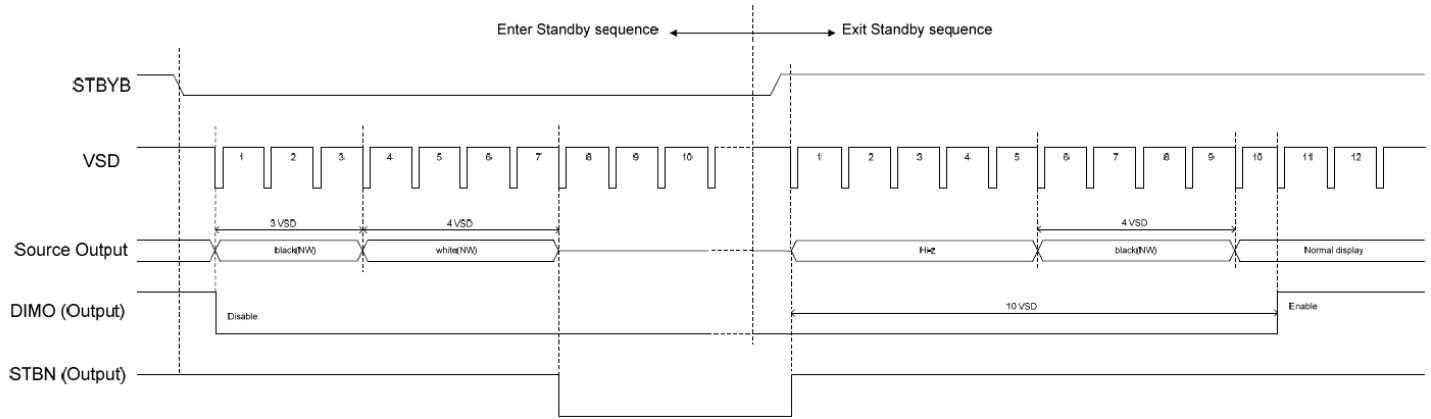 Enter Standby sequence Exit Standby sequence
STBYB
VSD 1 2 3 4 5 6 7 8 9 10 1 2 3 4 5 6 7 8 9 10 11 12
3 VSD 4 VSD 4 VSD
Source Output black(NW) white(NW) Hi-z black(NW) Normal display
DIMO (Output) Disable 10 VSD Enable
STBN (Output)